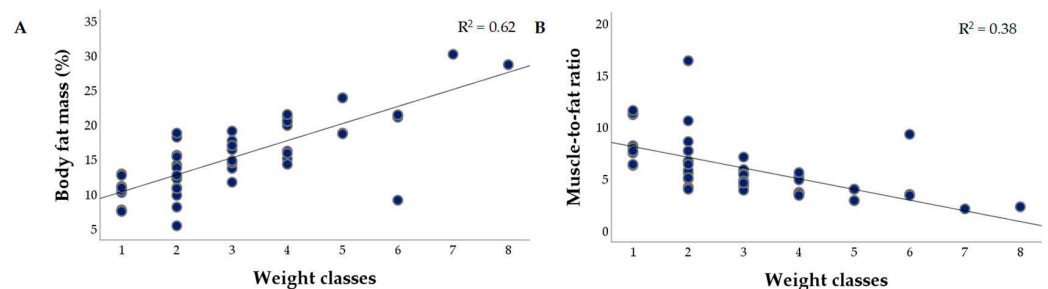 A
Body fat mass (%)
35
30
25
20
15
10
5
R² = 0.62
1 2 3 4 5 6 7 8
Weight classes
B
Muscle-to-fat ratio
20
15
10
5
0
R² = 0.38
1 2 3 4 5 6 7 8
Weight classes